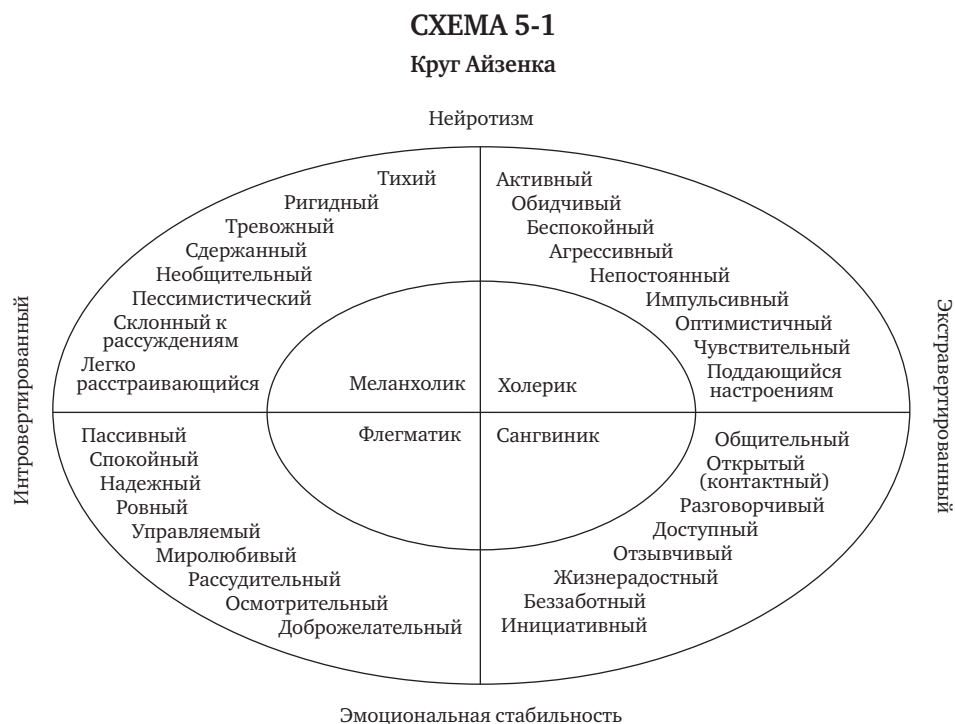 СХЕМА 5-1
Круг Айзенка
Нейротизм
Тихий
Ригидный
Тревожный
Сдержанный
Необщительный
Пессимистический
Склонный к
рассуждениям
Легко
расстраивающийся
Меланхолик
Активный
Обидчивый
Беспокойный
Агрессивный
Непостоянный
Импульсивный
Оптимистичный
Чувствительный
Поддающийся
настроениям
Холерик
Интровертированный
Экстравертированный
Флегматик
Пассивный
Спокойный
Надежный
Ровный
Управляемый
Миролюбивый
Рассудительный
Осмотрительный
Доброжелательный
Сангвиник
Общительный
Открытый
(контактный)
Разговорчивый
Доступный
Отзывчивый
Жизнерадостный
Беззаботный
Инициативный
Эмоциональная стабильность